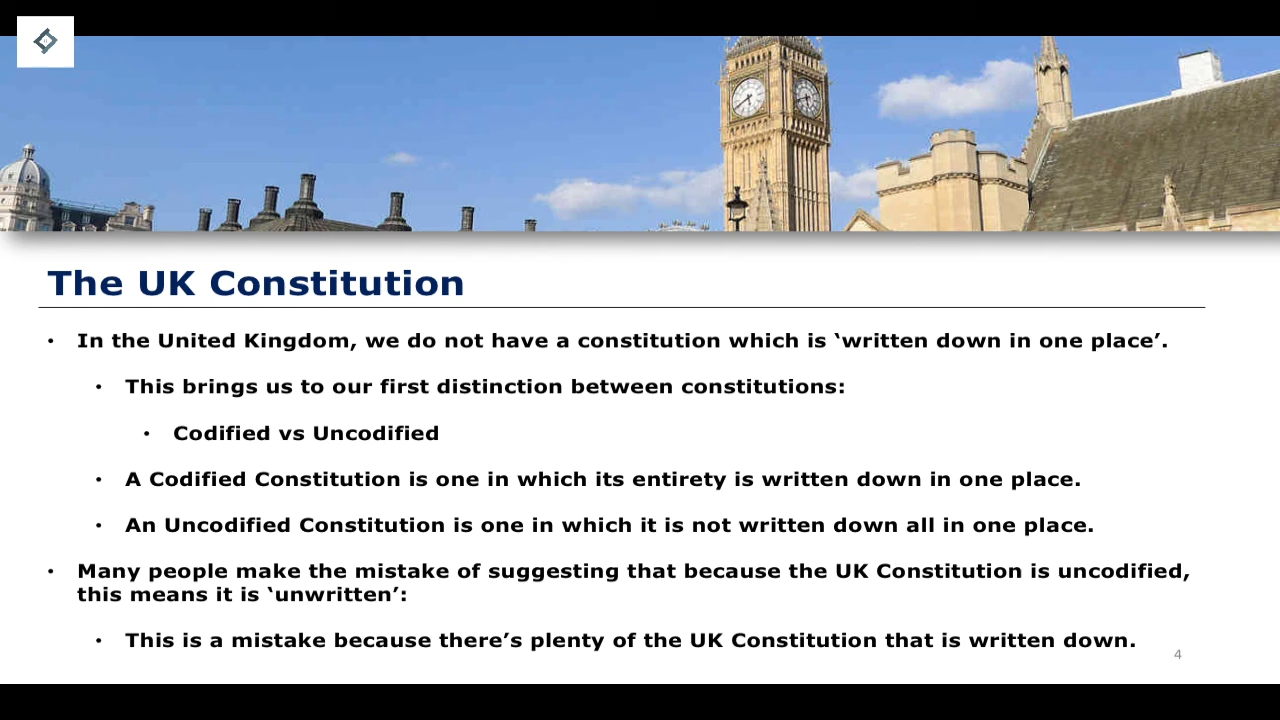 The UK Constitution
• In the United Kingdom, we do not have a constitution which is ‘written down in one place’.
• This brings us to our first distinction between constitutions:
• Codified vs Uncodified
• A Codified Constitution is one in which its entirety is written down in one place.
• An Uncodified Constitution is one in which it is not written down all in one place.
• Many people make the mistake of suggesting that because the UK Constitution is uncodified,
this means it is ‘unwritten’:
• This is a mistake because there’s plenty of the UK Constitution that is written down.
4